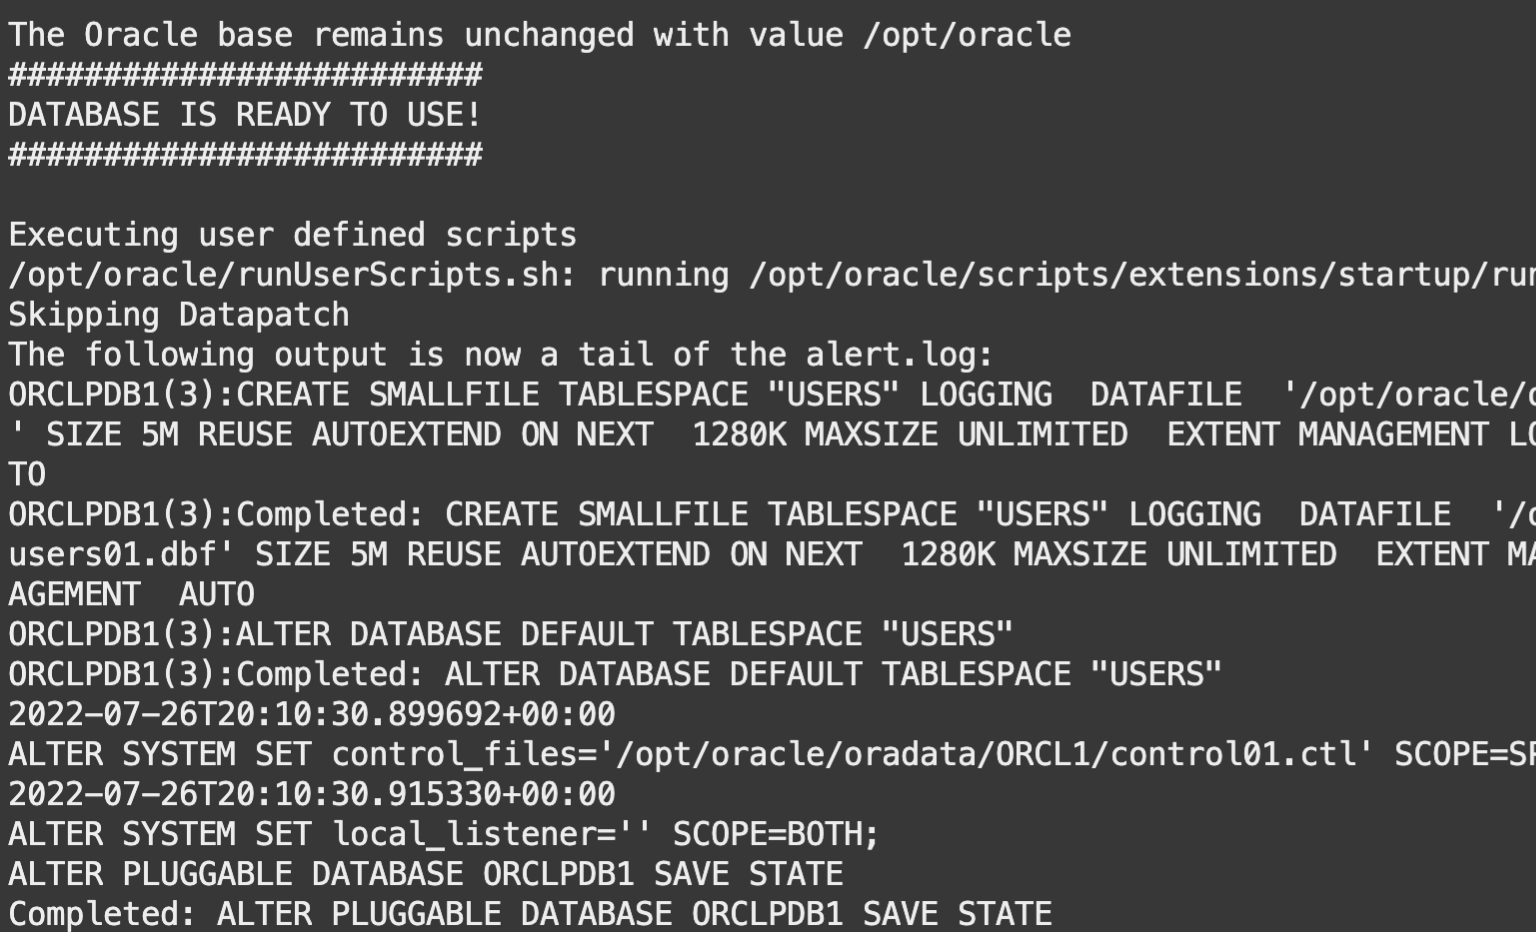 The Oracle base remains unchanged with value /opt/oracle
#########################
DATABASE IS READY TO USE!
#########################
Executing user defined scripts
/opt/oracle/runUserScripts.sh: running /opt/oracle/scripts/extensions/startup/run
Skipping Datapatch
The following output is now a tail of the alert.log:
ORCLPDB1(3):CREATE SMALLFILE TABLESPACE "USERS" LOGGING  DATAFILE  '/opt/oracle/o
' SIZE 5M REUSE AUTOEXTEND ON NEXT  1280K MAXSIZE UNLIMITED  EXTENT MANAGEMENT LO
TO
ORCLPDB1(3):Completed: CREATE SMALLFILE TABLESPACE "USERS" LOGGING  DATAFILE  '/o
users01.dbf' SIZE 5M REUSE AUTOEXTEND ON NEXT  1280K MAXSIZE UNLIMITED  EXTENT MA
AGEMENT  AUTO
ORCLPDB1(3):ALTER DATABASE DEFAULT TABLESPACE "USERS"
ORCLPDB1(3):Completed: ALTER DATABASE DEFAULT TABLESPACE "USERS"
2022-07-26T20:10:30.899692+00:00
ALTER SYSTEM SET control_files='/opt/oracle/oradata/ORCL1/control01.ctl' SCOPE=SP
2022-07-26T20:10:30.915330+00:00
ALTER SYSTEM SET local_listener='' SCOPE=BOTH;
ALTER PLUGGABLE DATABASE ORCLPDB1 SAVE STATE
Completed: ALTER PLUGGABLE DATABASE ORCLPDB1 SAVE STATE